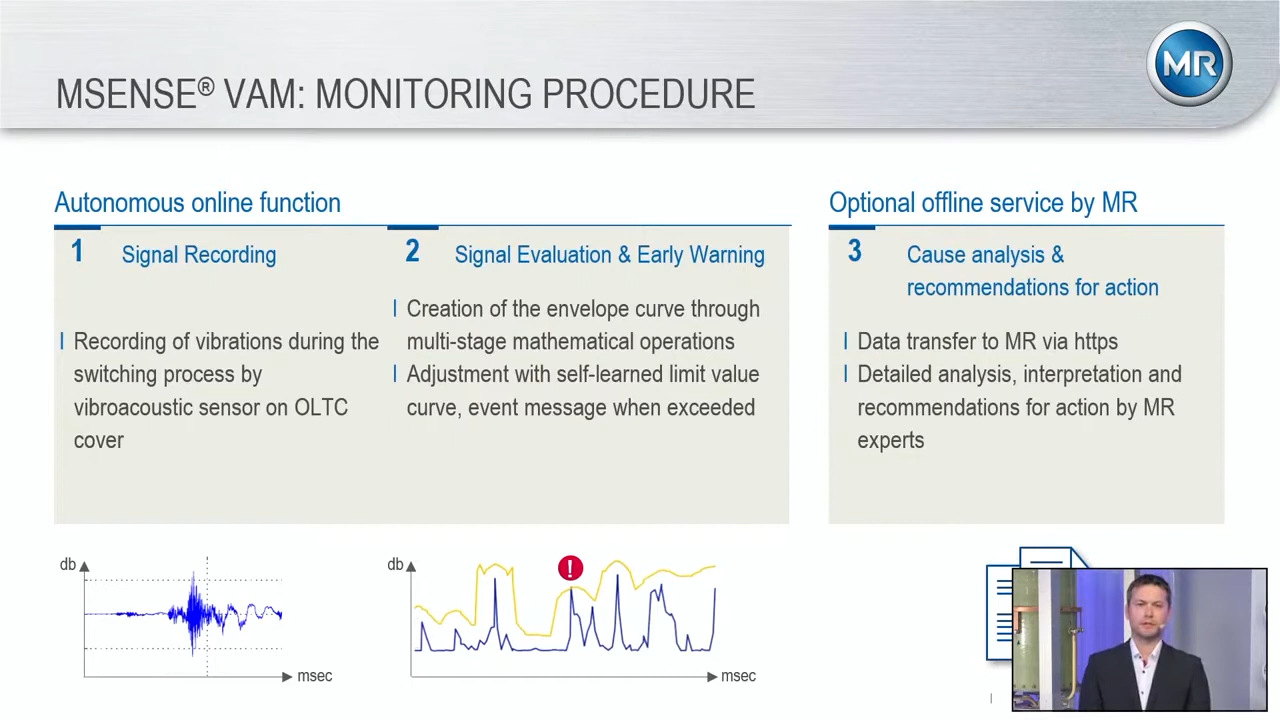 MSENSE® VAM: MONITORING PROCEDURE
MR
Autonomous online function
1 Signal Recording
Recording of vibrations during the
switching process by
vibroacoustic sensor on OLTC
cover
2 Signal Evaluation & Early Warning
Creation of the envelope curve through
multi-stage mathematical operations
Adjustment with self-learned limit value
curve, event message when exceeded
Optional offline service by MR
3 Cause analysis &
recommendations for action
Data transfer to MR via https
Detailed analysis, interpretation and
recommendations for action by MR
experts
db
msec
db
!
msec